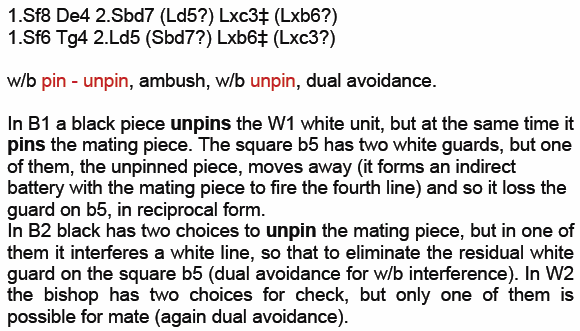 1.Sf8 De4 2.Sbd7 (Ld5?) Lxc3‡ (Lxb6?)
1.Sf6 Tg4 2.Ld5 (Sbd7?) Lxb6‡ (Lxc3?)
w/b pin - unpin, ambush, w/b unpin, dual avoidance.
In B1 a black piece unpins the W1 white unit, but at the same time it
pins the mating piece. The square b5 has two white guards, but one
of them, the unpinned piece, moves away (it forms an indirect
battery with the mating piece to fire the fourth line) and so it loss the
guard on b5, in reciprocal form.
In B2 black has two choices to unpin the mating piece, but in one of
them it interferes a white line, so that to eliminate the residual white
guard on the square b5 (dual avoidance for w/b interference). In W2
the bishop has two choices for check, but only one of them is
possible for mate (again dual avoidance).